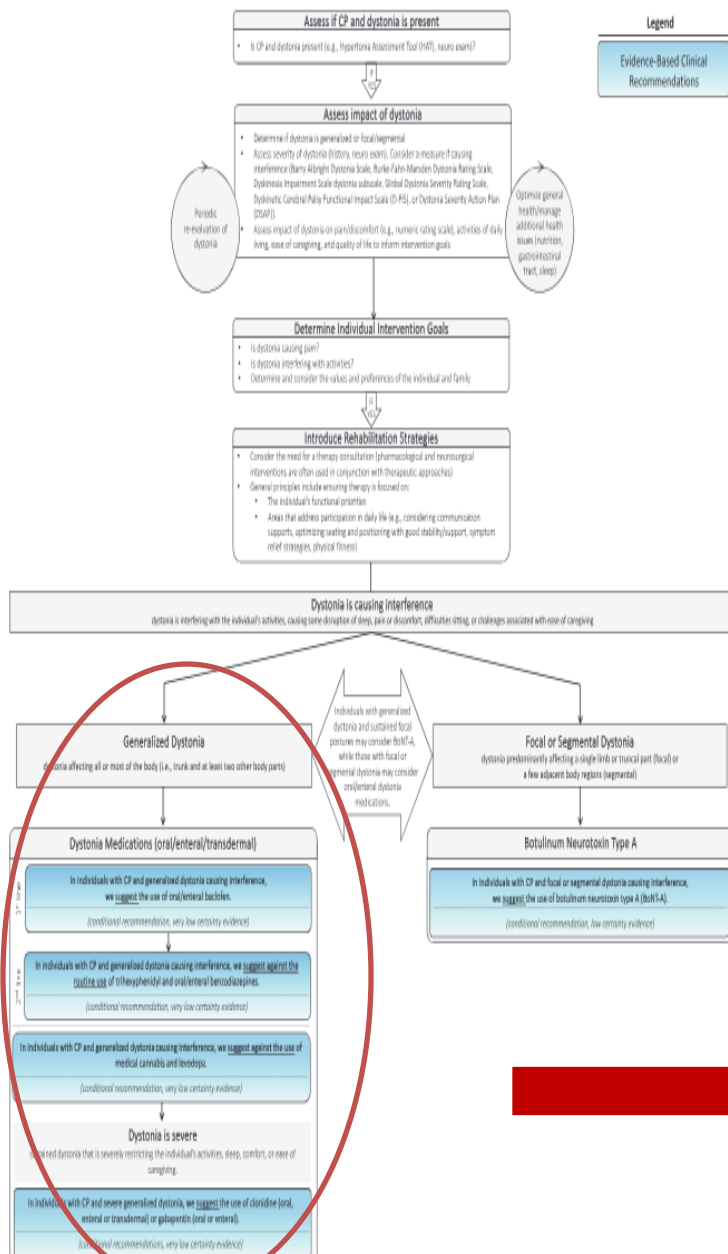 Assess if CP and dystonia is present
• Is CP and dystonia present (e.g., Hypertonia Assessment Tool (HAT), neuro exam)?
Legend
Evidence-Based Clinical
Recommendations
IF
YES
Assess impact of dystonia
• Determine if dystonia is generalized or focal/segmental
• Assess severity of dystonia (history, neuro exam). Consider a measure if causing
interference (Barry Albright Dystonia Scale, Burke-Fahn-Marsden Dystonia Rating Scale,
Dyskinesia Impairment Scale dystonia subscale, Global Dystonia Severity Rating Scale,
Dyskinetic Cerebral Palsy Functional Impact Scale (D-FIS), or Dystonia Severity Action Plan
(DSAP)).
• Assess impact of dystonia on pain/discomfort (e.g., numeric rating scale), activities of daily
living, ease of caregiving, and quality of life to inform intervention goals
Periodic
re-evaluation of
dystonia
Optimize general
health/manage
additional health
issues (nutrition,
gastrointestinal
tract, sleep)
Determine Individual Intervention Goals
• Is dystonia causing pain?
• Is dystonia interfering with activities?
• Determine and consider the values and preferences of the individual and family
IF
YES
Introduce Rehabilitation Strategies
• Consider the need for a therapy consultation (pharmacological and neurosurgical
interventions are often used in conjunction with therapeutic approaches)
• General principles include ensuring therapy is focused on:
• The individual's functional priorities
• Areas that address participation in daily life (e.g., considering communication
supports, optimizing seating and positioning with good stability/support, symptom
relief strategies, physical fitness)
Dystonia is causing interference
dystonia is interfering with the individual's activities, causing some disruption of sleep, pain or discomfort, difficulties sitting, or challenges associated with ease of caregiving
Generalized Dystonia
dystonia affecting all or most of the body (i.e., trunk and at least two other body parts)
Individuals with generalized
dystonia and sustained focal
postures may consider BoNT-A,
while those with focal or
segmental dystonia may consider
oral/enteral dystonia
medications.
Focal or Segmental Dystonia
dystonia predominantly affecting a single limb or truncal part (focal) or
a few adjacent body regions (segmental)
Dystonia Medications (oral/enteral/transdermal)
1st line
In individuals with CP and generalized dystonia causing interference,
we suggest the use of oral/enteral baclofen.
(conditional recommendation, very low certainty evidence)
2nd line
In individuals with CP and generalized dystonia causing interference, we suggest against the
routine use of trihexyphenidyl and oral/enteral benzodiazepines.
(conditional recommendation, very low certainty evidence)
In individuals with CP and generalized dystonia causing interference, we suggest against the use of
medical cannabis and levodopa.
(conditional recommendation, very low certainty evidence)
Dystonia is severe
sustained dystonia that is severely restricting the individual's activities, sleep, comfort, or ease of
caregiving.
In individuals with CP and severe generalized dystonia, we suggest the use of clonidine (oral,
enteral or transdermal) or gabapentin (oral or enteral).
(conditional recommendations, very low certainty evidence)
Botulinum Neurotoxin Type A
In individuals with CP and focal or segmental dystonia causing interference,
we suggest the use of botulinum neurotoxin type A (BoNT-A).
(conditional recommendation, low certainty evidence)